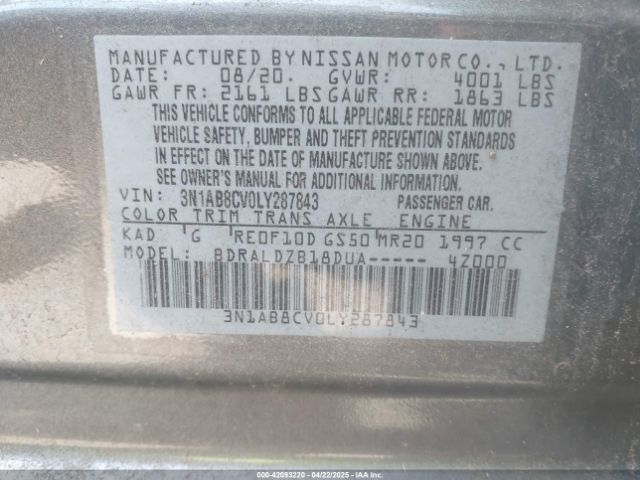 MANUFACTURED BY NISSAN MOTOR CO., LTD.
DATE: 08/20. GVWR: 4001 LBS
GAWR FR: 2161 LBS GAWR RR: 1863 LBS
THIS VEHICLE CONFORMS TO ALL APPLICABLE FEDERAL MOTOR
VEHICLE SAFETY, BUMPER AND THEFT PREVENTION STANDARDS
IN EFFECT ON THE DATE OF MANUFACTURE SHOWN ABOVE.
SEE OWNER'S MANUAL FOR ADDITIONAL INFORMATION.
VIN: 3N1AB8CV0LY287843 PASSENGER CAR.
COLOR TRIM TRANS AXLE ENGINE
KAD G RE0F10D GS50 MR20 1997 CC
MODEL: BDRALDZB18DUA----- 4Z000
3N1AB8CV0LY287843
000-42093220 - 04/22/2025 - IAAI.COM